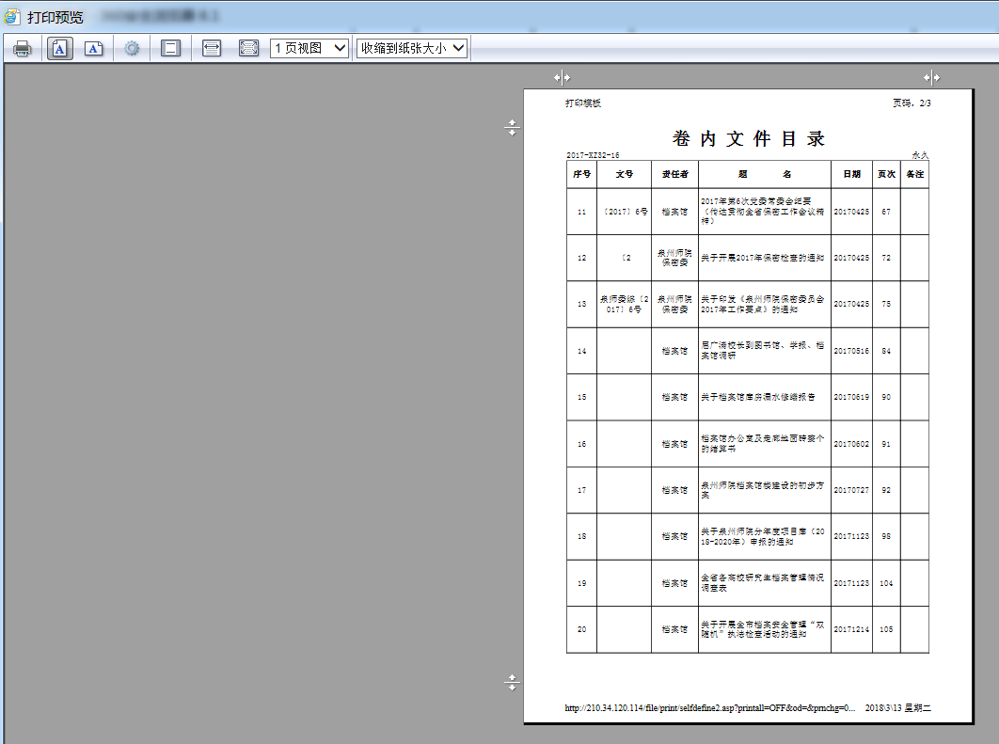 打印预览
1 页视图
收缩到纸张大小
打印模板 页码: 2/3
卷 内 文 件 目 录
2017-XZ32-16 永久
序号 文号 责任者 题 名 日期 页次 备注
11 〔2017〕6号 档案馆 2017年第6次党委常委会纪要
（传达贯彻全省保密工作会议精
神） 20170425 67
12 〔2 泉州师院
保密委 关于开展2017年保密检查的通知 20170425 72
13 泉师委综〔2
017〕6号 泉州师院
保密委 关于印发《泉州师院保密委员会
2017年工作要点》的通知 20170425 75
14 档案馆 屈广清校长到图书馆、学报、档
案馆调研 20170516 84
15 档案馆 关于档案馆库房漏水修缮报告 20170619 90
16 档案馆 档案馆办公室及走廊地面砖整个
的结算书 20170602 91
17 档案馆 泉州师院档案馆楼建设的初步方
案 20170727 92
18 档案馆 关于泉州师院分年度项目库（20
18-2020年）申报的通知 20171123 98
19 档案馆 全省各高校研究生档案管理情况
调查表 20171123 104
20 档案馆 关于开展全市档案安全管理“双
随机”执法检查活动的通知 20171214 105
http://210.34.120.114/file/print/selfdefine2.asp?printall=OFF&od=&prnchg=0... 2018\3\13 星期二